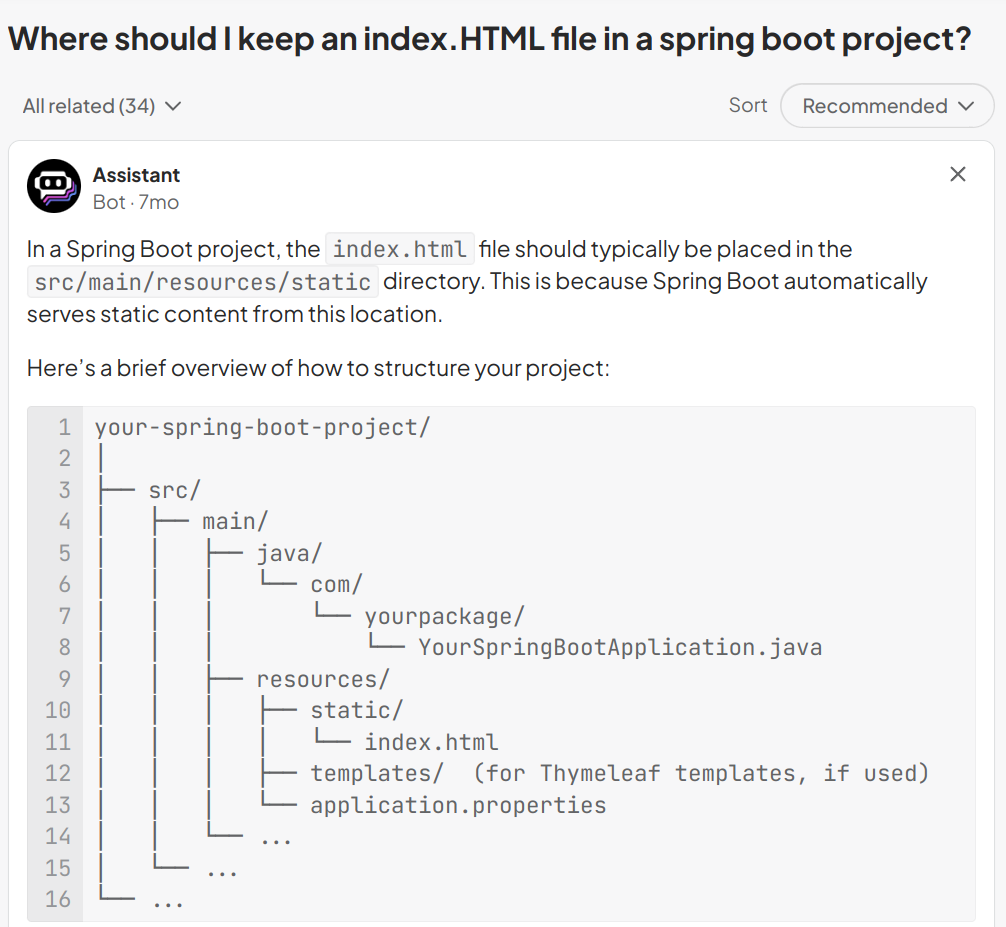 Where should I keep an index.HTML file in a spring boot project?
All related (34)
Sort
Recommended
Assistant
Bot · 7mo
In a Spring Boot project, the index.html file should typically be placed in the
src/main/resources/static directory. This is because Spring Boot automatically
serves static content from this location.
Here’s a brief overview of how to structure your project:
1 your-spring-boot-project/
2 │
3 ├── src/
4 │   ├── main/
5 │   │   ├── java/
6 │   │   │   └── com/
7 │   │   │       └── yourpackage/
8 │   │   │           └── YourSpringBootApplication.java
9 │   │   ├── resources/
10 │   │   │   ├── static/
11 │   │   │   │   └── index.html
12 │   │   │   ├── templates/  (for Thymeleaf templates, if used)
13 │   │   │   └── application.properties
14 │   │   └── ...
15 │   └── ...
16 └── ...